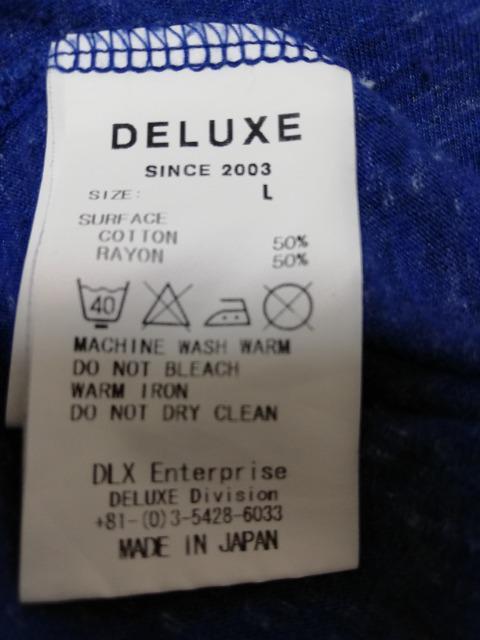 DELUXE
SINCE 2003
SIZE: L
SURFACE
COTTON 50%
RAYON 50%
40
MACHINE WASH WARM
DO NOT BLEACH
WARM IRON
DO NOT DRY CLEAN
DLX Enterprise
DELUXE Division
+81-(0)3-5428-6033
MADE IN JAPAN